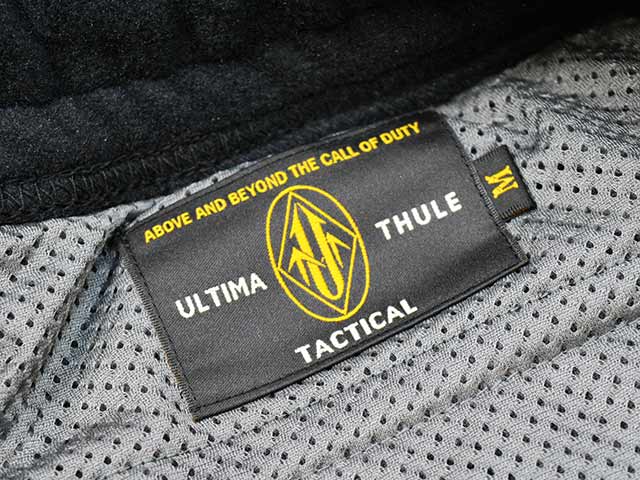 ABOVE AND BEYOND THE CALL OF DUTY
ULTIMA THULE
TACTICAL
M